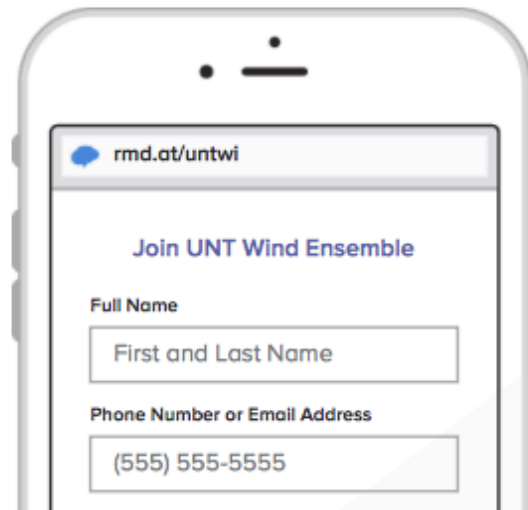 rmd.at/untwi
Join UNT Wind Ensemble
Full Name
First and Last Name
Phone Number or Email Address
(555) 555-5555